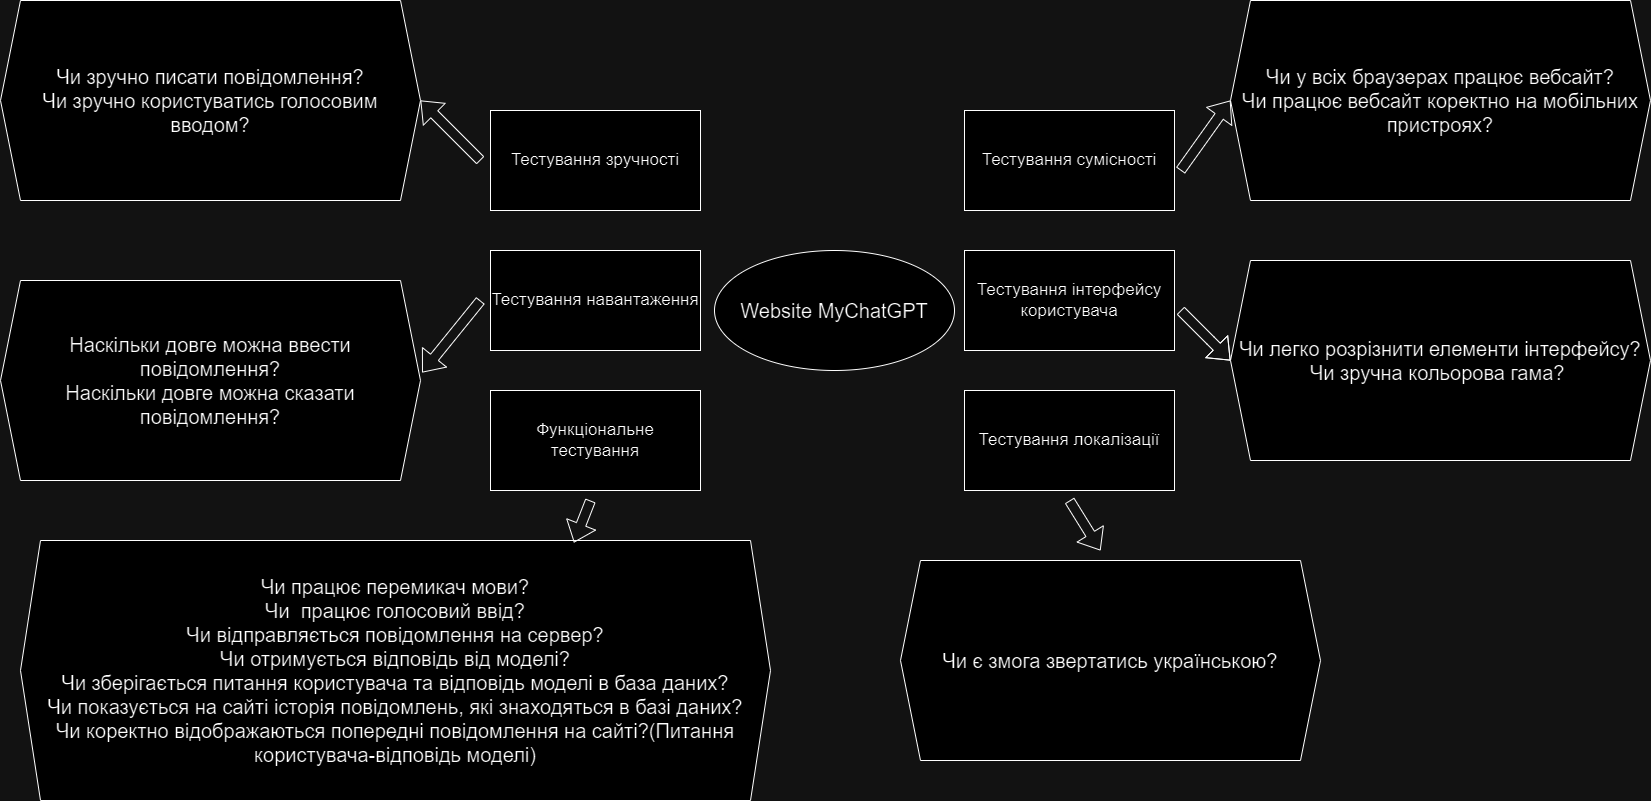 Чи зручно писати повідомлення?
Чи зручно користуватись голосовим
вводом?
Тестування зручності
Тестування сумісності
Чи у всіх браузерах працює вебсайт?
Чи працює вебсайт коректно на мобільних
пристроях?
Наскільки довге можна ввести
повідомлення?
Наскільки довге можна сказати
повідомлення?
Тестування навантаження
Website MyChatGPT
Тестування інтерфейсу
користувача
Чи легко розрізнити елементи інтерфейсу?
Чи зручна кольорова гама?
Функціональне
тестування
Тестування локалізації
Чи працює перемикач мови?
Чи  працює голосовий ввід?
Чи відправляється повідомлення на сервер?
Чи отримується відповідь від моделі?
Чи зберігається питання користувача та відповідь моделі в база даних?
Чи показується на сайті історія повідомлень, які знаходяться в базі даних?
Чи коректно відображаються попередні повідомлення на сайті?(Питання
користувача-відповідь моделі)
Чи є змога звертатись українською?